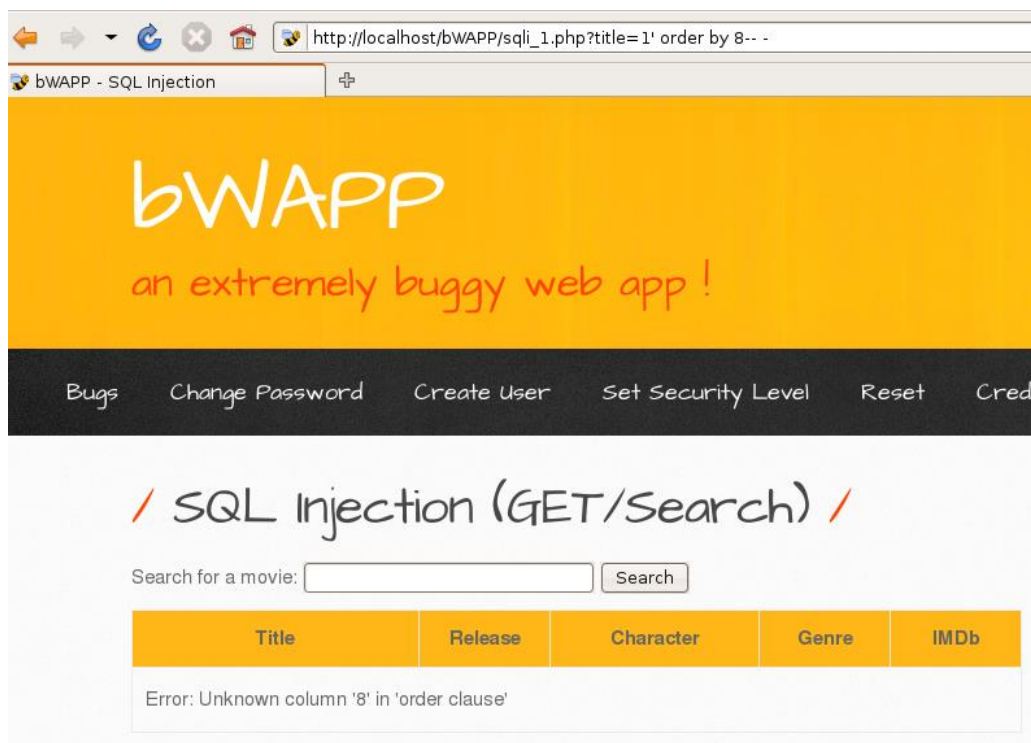 http://localhost/bWAPP/sqli_1.php?title=1' order by 8-- -
bWAPP - SQL Injection
bWAPP
an extremely buggy web app !
Bugs Change Password Create User Set Security Level Reset Cred
/ SQL Injection (GET/Search) /
Search for a movie: Search
Title Release Character Genre IMDb
Error: Unknown column '8' in 'order clause'